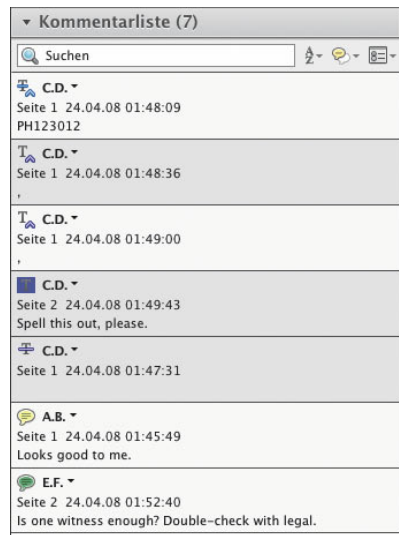 Kommentarliste (7)
Suchen
C.D.
Seite 1 24.04.08 01:48:09
PH123012
C.D.
Seite 1 24.04.08 01:48:36
,
C.D.
Seite 1 24.04.08 01:49:00
,
C.D.
Seite 2 24.04.08 01:49:43
Spell this out, please.
C.D.
Seite 1 24.04.08 01:47:31
A.B.
Seite 1 24.04.08 01:45:49
Looks good to me.
E.F.
Seite 2 24.04.08 01:52:40
Is one witness enough? Double-check with legal.